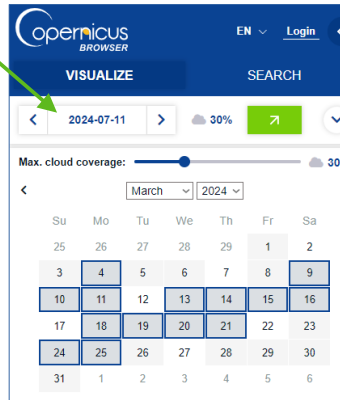 opernicus
BROWSER
EN Login
VISUALIZE SEARCH
2024-07-11 30%
Max. cloud coverage: 30
March 2024
Su Mo Tu We Th Fr Sa
25 26 27 28 29 1 2
3 4 5 6 7 8 9
10 11 12 13 14 15 16
17 18 19 20 21 22 23
24 25 26 27 28 29 30
31 1 2 3 4 5 6